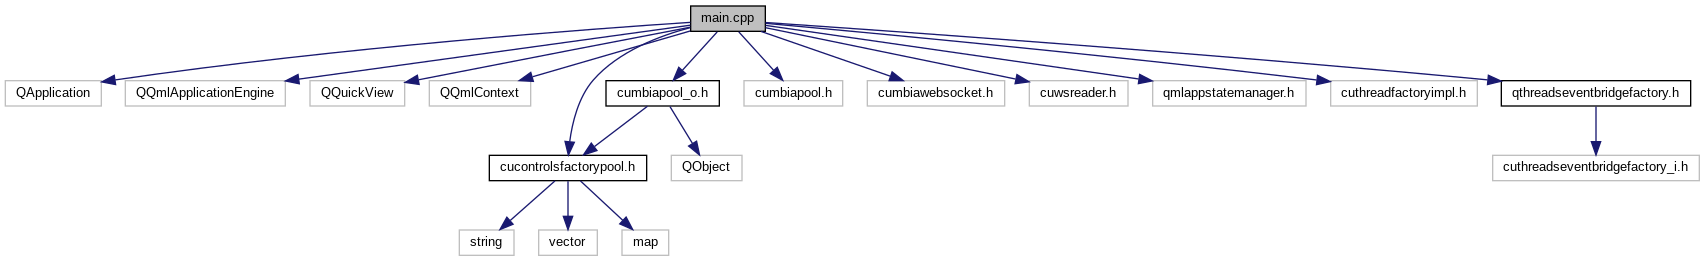 main.cpp
QApplication
QQmlApplicationEngine
QQuickView
QQmlContext
cumbiapool_o.h
cumbiapool.h
cumbiawebsocket.h
cuwsreader.h
qmlappstatemanager.h
cuthreadfactoryimpl.h
qthreadseventbridgefactory.h
cucontrolsfactorypool.h
QObject
cuthreadseventbridgefactory_i.h
string
vector
map